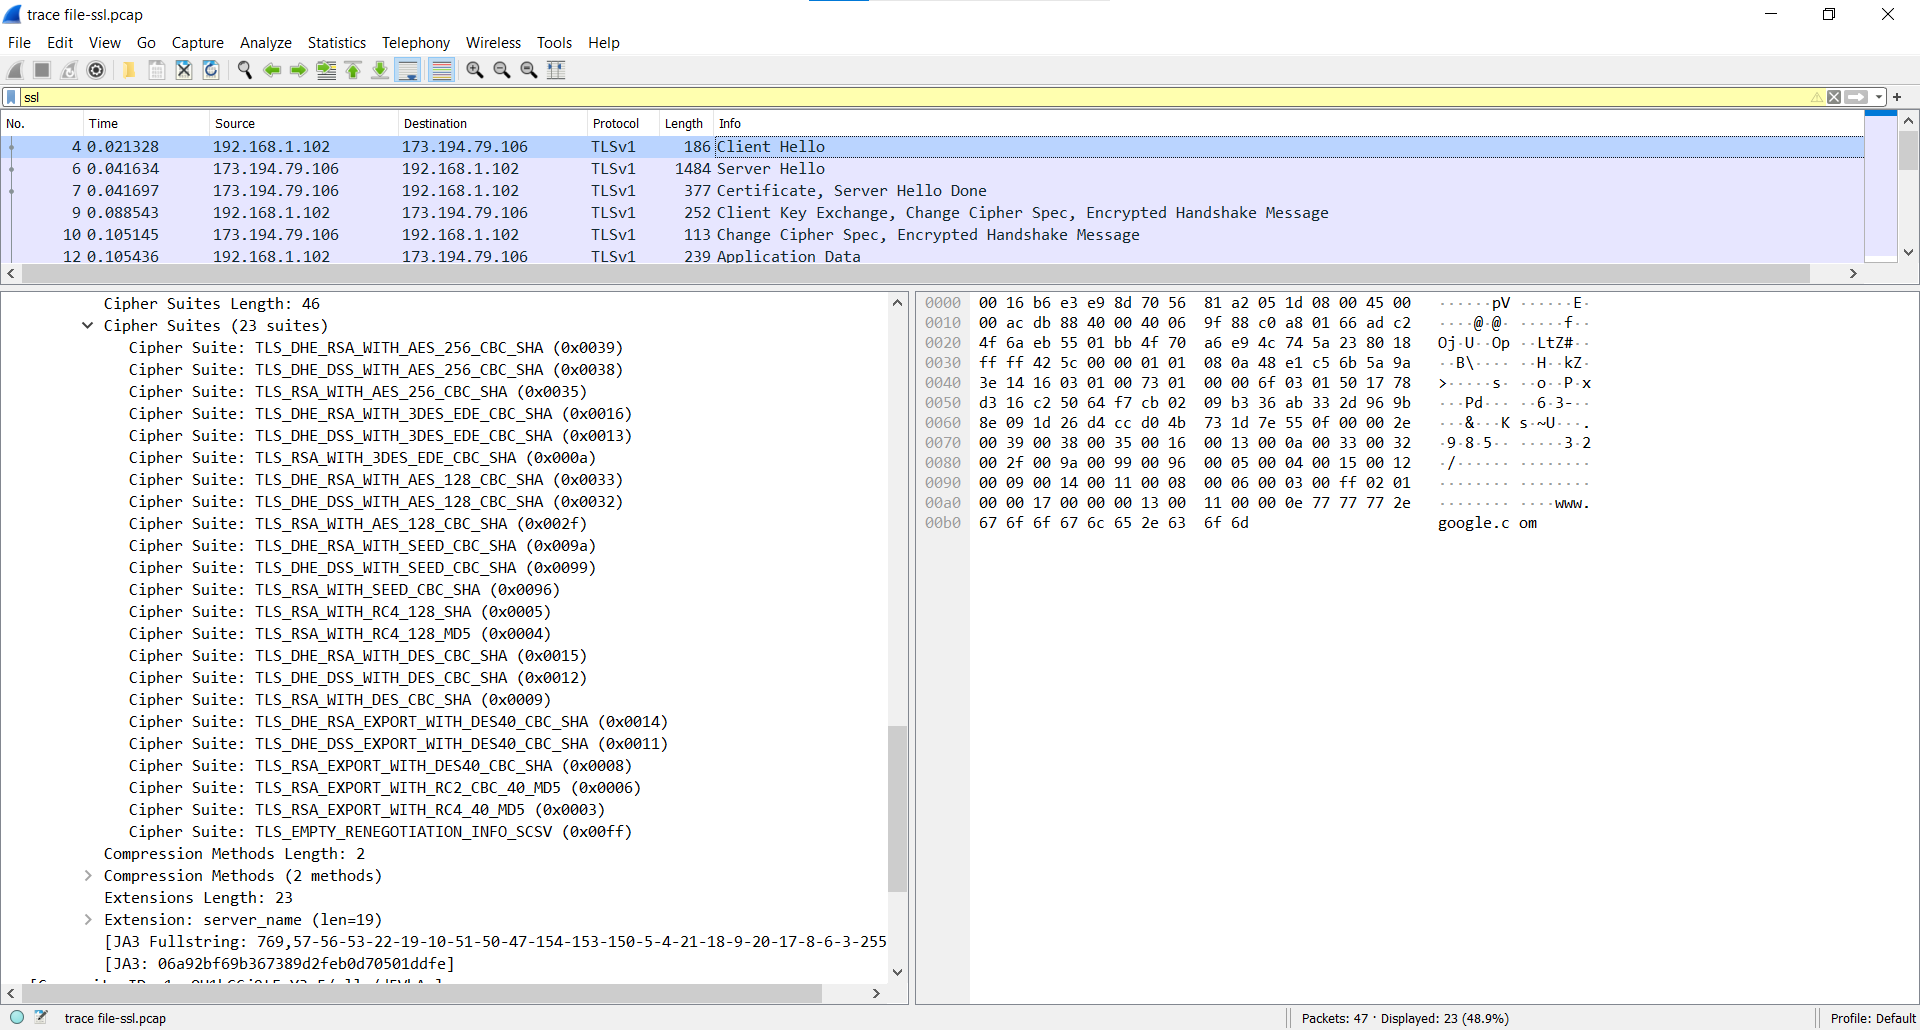 trace file-ssl.pcap
File Edit View Go Capture Analyze Statistics Telephony Wireless Tools Help
ssl
No. Time Source Destination Protocol Length Info
4 0.021328 192.168.1.102 173.194.79.106 TLSv1 186 Client Hello
6 0.041634 173.194.79.106 192.168.1.102 TLSv1 1484 Server Hello
7 0.041697 173.194.79.106 192.168.1.102 TLSv1 377 Certificate, Server Hello Done
9 0.088543 192.168.1.102 173.194.79.106 TLSv1 252 Client Key Exchange, Change Cipher Spec, Encrypted Handshake Message
10 0.105145 173.194.79.106 192.168.1.102 TLSv1 113 Change Cipher Spec, Encrypted Handshake Message
12 0.105436 192.168.1.102 173.194.79.106 TLSv1 239 Application Data
Cipher Suites Length: 46
Cipher Suites (23 suites)
Cipher Suite: TLS_DHE_RSA_WITH_AES_256_CBC_SHA (0x0039)
Cipher Suite: TLS_DHE_DSS_WITH_AES_256_CBC_SHA (0x0038)
Cipher Suite: TLS_RSA_WITH_AES_256_CBC_SHA (0x0035)
Cipher Suite: TLS_DHE_RSA_WITH_3DES_EDE_CBC_SHA (0x0016)
Cipher Suite: TLS_DHE_DSS_WITH_3DES_EDE_CBC_SHA (0x0013)
Cipher Suite: TLS_RSA_WITH_3DES_EDE_CBC_SHA (0x000a)
Cipher Suite: TLS_DHE_RSA_WITH_AES_128_CBC_SHA (0x0033)
Cipher Suite: TLS_DHE_DSS_WITH_AES_128_CBC_SHA (0x0032)
Cipher Suite: TLS_RSA_WITH_AES_128_CBC_SHA (0x002f)
Cipher Suite: TLS_DHE_RSA_WITH_SEED_CBC_SHA (0x009a)
Cipher Suite: TLS_DHE_DSS_WITH_SEED_CBC_SHA (0x0099)
Cipher Suite: TLS_RSA_WITH_SEED_CBC_SHA (0x0096)
Cipher Suite: TLS_RSA_WITH_RC4_128_SHA (0x0005)
Cipher Suite: TLS_RSA_WITH_RC4_128_MD5 (0x0004)
Cipher Suite: TLS_DHE_RSA_WITH_DES_CBC_SHA (0x0015)
Cipher Suite: TLS_DHE_DSS_WITH_DES_CBC_SHA (0x0012)
Cipher Suite: TLS_RSA_WITH_DES_CBC_SHA (0x0009)
Cipher Suite: TLS_DHE_RSA_EXPORT_WITH_DES40_CBC_SHA (0x0014)
Cipher Suite: TLS_DHE_DSS_EXPORT_WITH_DES40_CBC_SHA (0x0011)
Cipher Suite: TLS_RSA_EXPORT_WITH_DES40_CBC_SHA (0x0008)
Cipher Suite: TLS_RSA_EXPORT_WITH_RC2_CBC_40_MD5 (0x0006)
Cipher Suite: TLS_RSA_EXPORT_WITH_RC4_40_MD5 (0x0003)
Cipher Suite: TLS_EMPTY_RENEGOTIATION_INFO_SCSV (0x00ff)
Compression Methods Length: 2
Compression Methods (2 methods)
Extensions Length: 23
Extension: server_name (len=19)
[JA3 Fullstring: 769,57-56-53-22-19-10-51-50-47-154-153-150-5-4-21-18-9-20-17-8-6-3-255
[JA3: 06a92bf69b367389d2feb0d70501ddfe]
0000 00 16 b6 e3 e9 8d 70 56 81 a2 05 1d 08 00 45 00 ······pV ······E·
0010 00 ac db 88 40 00 40 06 9f 88 c0 a8 01 66 ad c2 ····@·@· ·····f··
0020 4f 6a eb 55 01 bb 4f 70 a6 e9 4c 74 5a 23 80 18 Oj·U··Op ··LtZ#··
0030 ff ff 42 5c 00 00 01 01 08 0a 48 e1 c5 6b 5a 9a ··B\···· ··H··kZ·
0040 3e 14 16 03 01 00 73 01 00 00 6f 03 01 50 17 78 >·····s· ··o··P·x
0050 d3 16 c2 50 64 f7 cb 02 09 b3 36 ab 33 2d 96 9b ···Pd··· ··6·3-··
0060 8e 09 1d 26 d4 cc d0 4b 73 1d 7e 55 0f 00 00 2e ···&···K s·~U···.
0070 00 39 00 38 00 35 00 16 00 13 00 0a 00 33 00 32 ·9·8·5·· ·····3·2
0080 00 2f 00 9a 00 99 00 96 00 05 00 04 00 15 00 12 ·/······ ········
0090 00 09 00 14 00 11 00 08 00 06 00 03 00 ff 02 01 ········ ········
00a0 00 00 17 00 00 00 13 00 11 00 00 0e 77 77 77 2e ········ ····www.
00b0 67 6f 6f 67 6c 65 2e 63 6f 6d google.c om
trace file-ssl.pcap
Packets: 47 · Displayed: 23 (48.9%)
Profile: Default